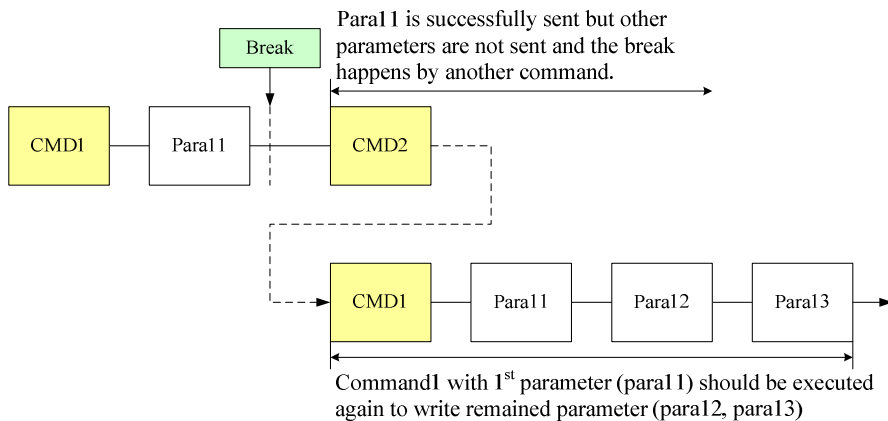 Para11 is successfully sent but other
parameters are not sent and the break
happens by another command.
Break
CMD1
Para11
CMD2
CMD1
Para11
Para12
Para13
Command1 with 1st parameter (para11) should be executed
again to write remained parameter (para12, para13)